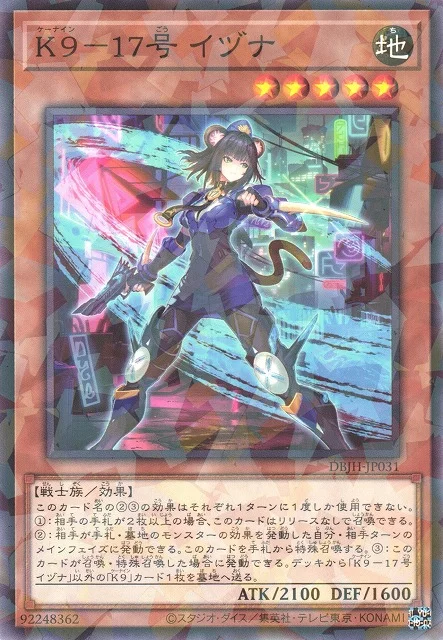 ケーナイン ごう
K9－17号 イヅナ
ち
地
DBJH-JP031
【戦士族／効果】
このカード名の②③の効果はそれぞれ１ターンに１度しか使用できない。
①：相手の手札が２枚以上の場合、このカードはリリースなしで召喚できる。
②：相手が手札・墓地のモンスターの効果を発動した自分・相手ターン
のメインフェイズに発動できる。このカードを手札から特殊召喚する。③：この
カードが召喚・特殊召喚した場合に発動できる。デッキから「K9－17号
イヅナ」以外の「K9」カード１枚を墓地へ送る。
ATK/2100 DEF/1600
92248362 ©スタジオ・ダイス／集英社・テレビ東京・KONAMI